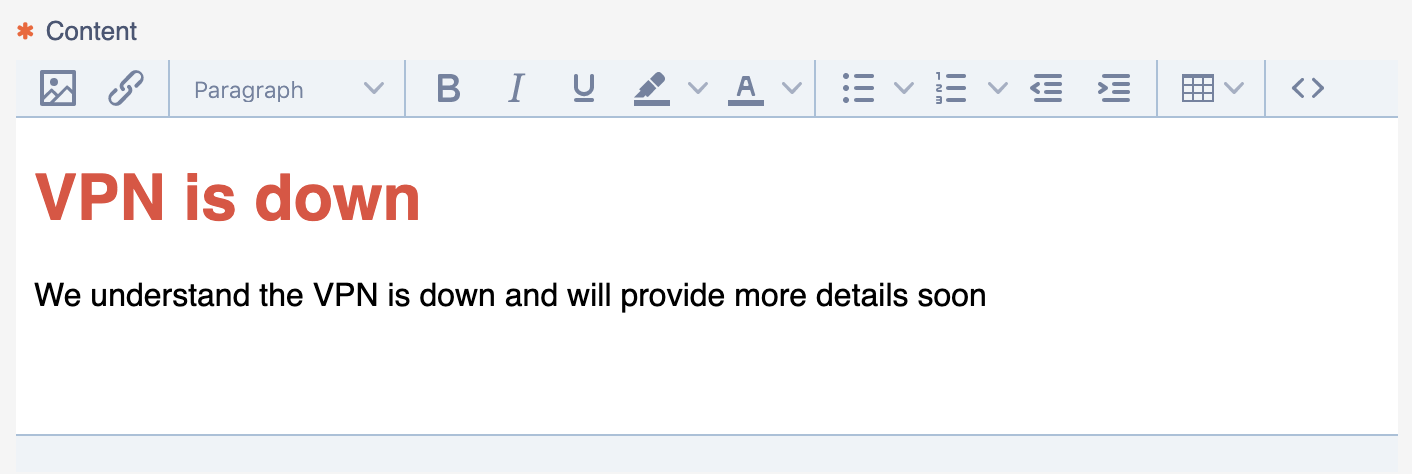 ✱ Content
Paragraph B I U A
VPN is down
We understand the VPN is down and will provide more details soon